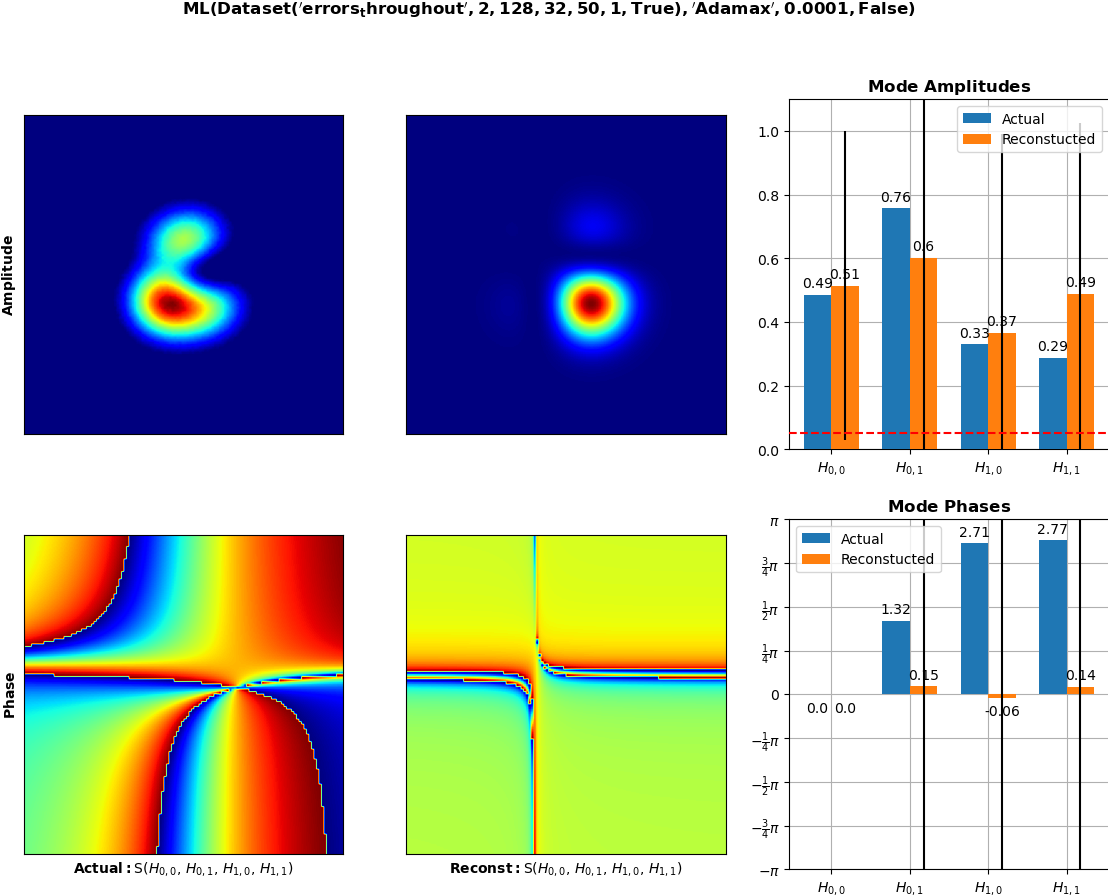 ML(Dataset('errors_throughout', 2, 128, 32, 50, 1, True), 'Adamax', 0.0001, False)
Amplitude
Mode Amplitudes
Actual
Reconstucted
1.0
0.8
0.6
0.4
0.2
0.0
0.49
0.51
0.76
0.6
0.33
0.37
0.29
0.49
H0,0
H0,1
H1,0
H1,1
Phase
Actual: S(H0,0, H0,1, H1,0, H1,1)
Reconst: S(H0,0, H0,1, H1,0, H1,1)
Mode Phases
Actual
Reconstucted
π
3/4π
1/2π
1/4π
0
−1/4π
−1/2π
−3/4π
−π
0.0
0.0
1.32
0.15
2.71
-0.06
2.77
0.14
H0,0
H0,1
H1,0
H1,1